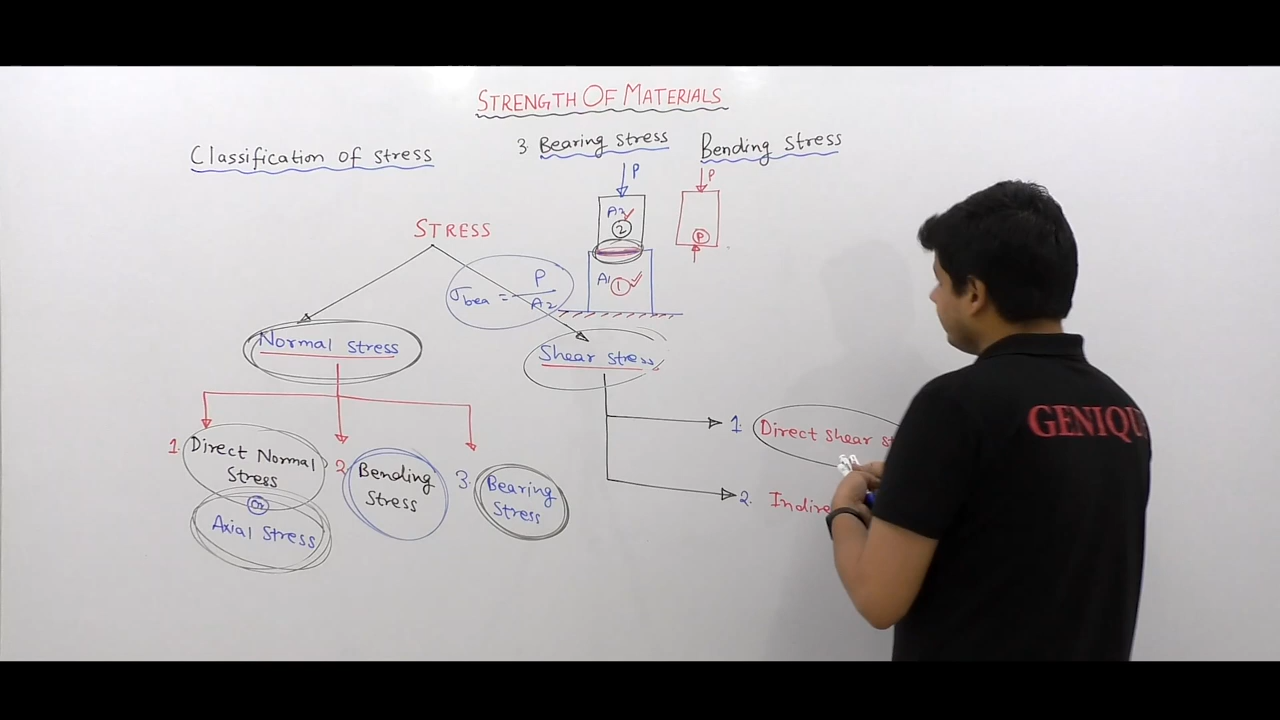 STRENGTH OF MATERIALS
Classification of stress
3 Bearing stress
Bending stress
P
P
A2
2
P
A1 1
STRESS
σbea = P
A2
Normal stress
Shear stress
1. Direct Normal
Stress
or
Axial stress
2. Bending
Stress
3. Bearing
Stress
1. Direct shear
2.
GENIQU